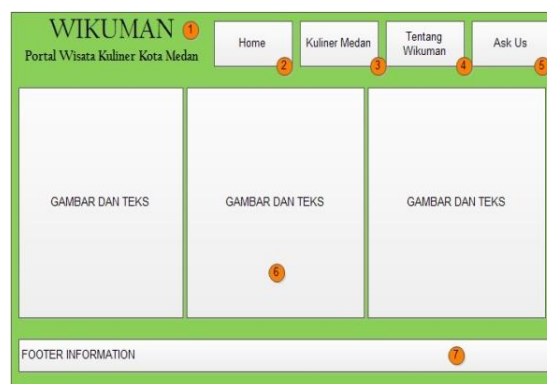 WIKUMAN 1
Portal Wisata Kuliner Kota Medan
Home
2
Kuliner Medan
3
Tentang
Wikuman
4
Ask Us
5
GAMBAR DAN TEKS
GAMBAR DAN TEKS
GAMBAR DAN TEKS
6
FOOTER INFORMATION 7